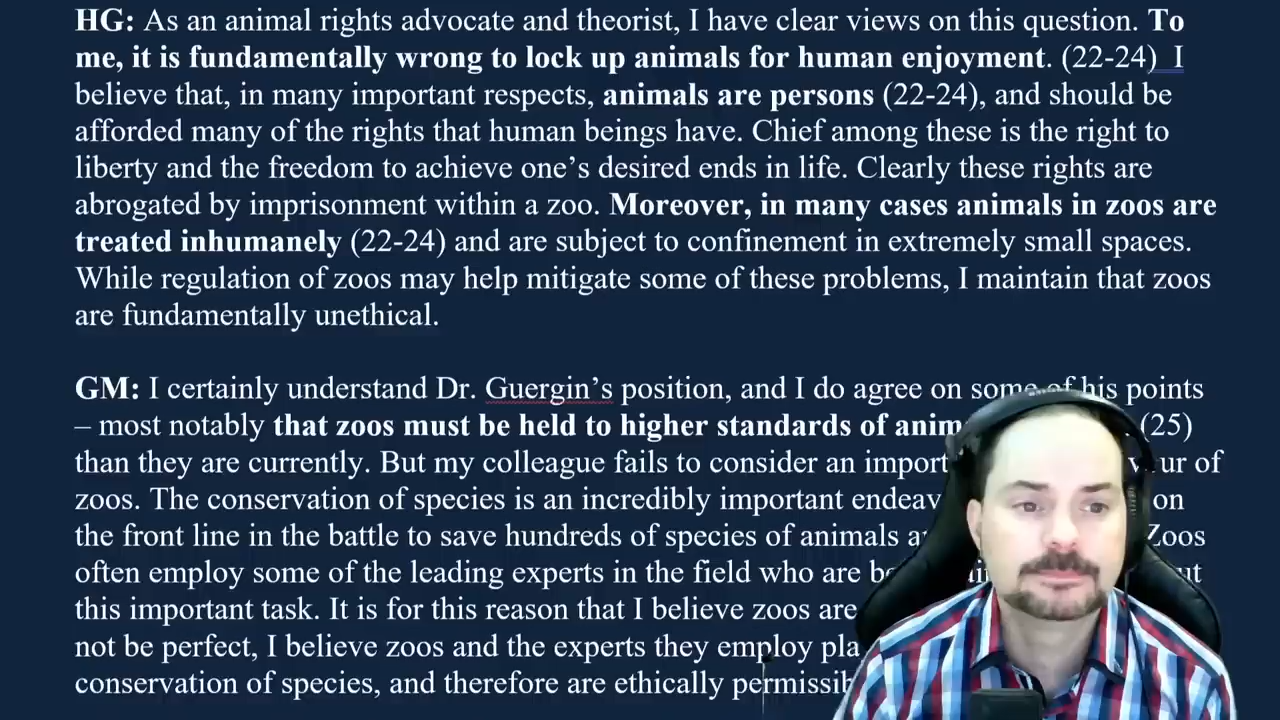 HG: As an animal rights advocate and theorist, I have clear views on this question. To
me, it is fundamentally wrong to lock up animals for human enjoyment. (22-24) I
believe that, in many important respects, animals are persons (22-24), and should be
afforded many of the rights that human beings have. Chief among these is the right to
liberty and the freedom to achieve one’s desired ends in life. Clearly these rights are
abrogated by imprisonment within a zoo. Moreover, in many cases animals in zoos are
treated inhumanely (22-24) and are subject to confinement in extremely small spaces.
While regulation of zoos may help mitigate some of these problems, I maintain that zoos
are fundamentally unethical.
GM: I certainly understand Dr. Guergin’s position, and I do agree on some of his points
– most notably that zoos must be held to higher standards of (25)
than they are currently. But my colleague fails to consider an of
zoos. The conservation of species is an incredibly important on
the front line in the battle to save hundreds of species of animals Zoos
often employ some of the leading experts in the field who are
this important task. It is for this reason that I believe zoos are
not be perfect, I believe zoos and the experts they employ
conservation of species, and therefore are ethically